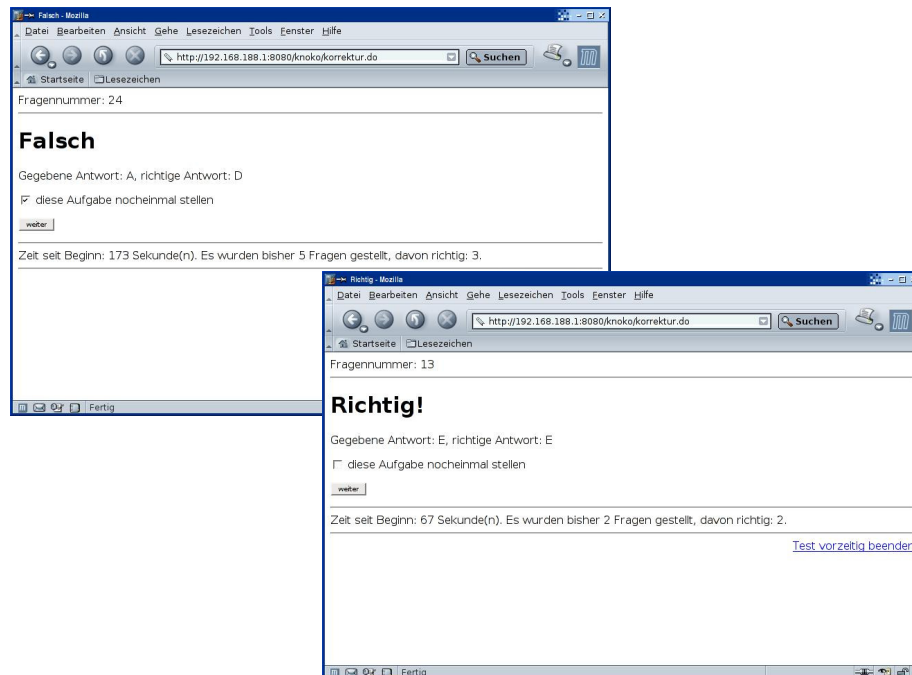 Falsch - Mozilla
Datei Bearbeiten Ansicht Gehe Lesezeichen Tools Fenster Hilfe
http://192.168.188.1:8080/knoko/korrektur.do Suchen
Startseite Lesezeichen
Fragennummer: 24
Falsch
Gegebene Antwort: A, richtige Antwort: D
diese Aufgabe nocheinmal stellen
weiter
Zeit seit Beginn: 173 Sekunde(n). Es wurden bisher 5 Fragen gestellt, davon richtig: 3.
Fertig
Richtig - Mozilla
Datei Bearbeiten Ansicht Gehe Lesezeichen Tools Fenster Hilfe
http://192.168.188.1:8080/knoko/korrektur.do Suchen
Startseite Lesezeichen
Fragennummer: 13
Richtig!
Gegebene Antwort: E, richtige Antwort: E
diese Aufgabe nocheinmal stellen
weiter
Zeit seit Beginn: 67 Sekunde(n). Es wurden bisher 2 Fragen gestellt, davon richtig: 2.
Test vorzeitig beenden
Fertig